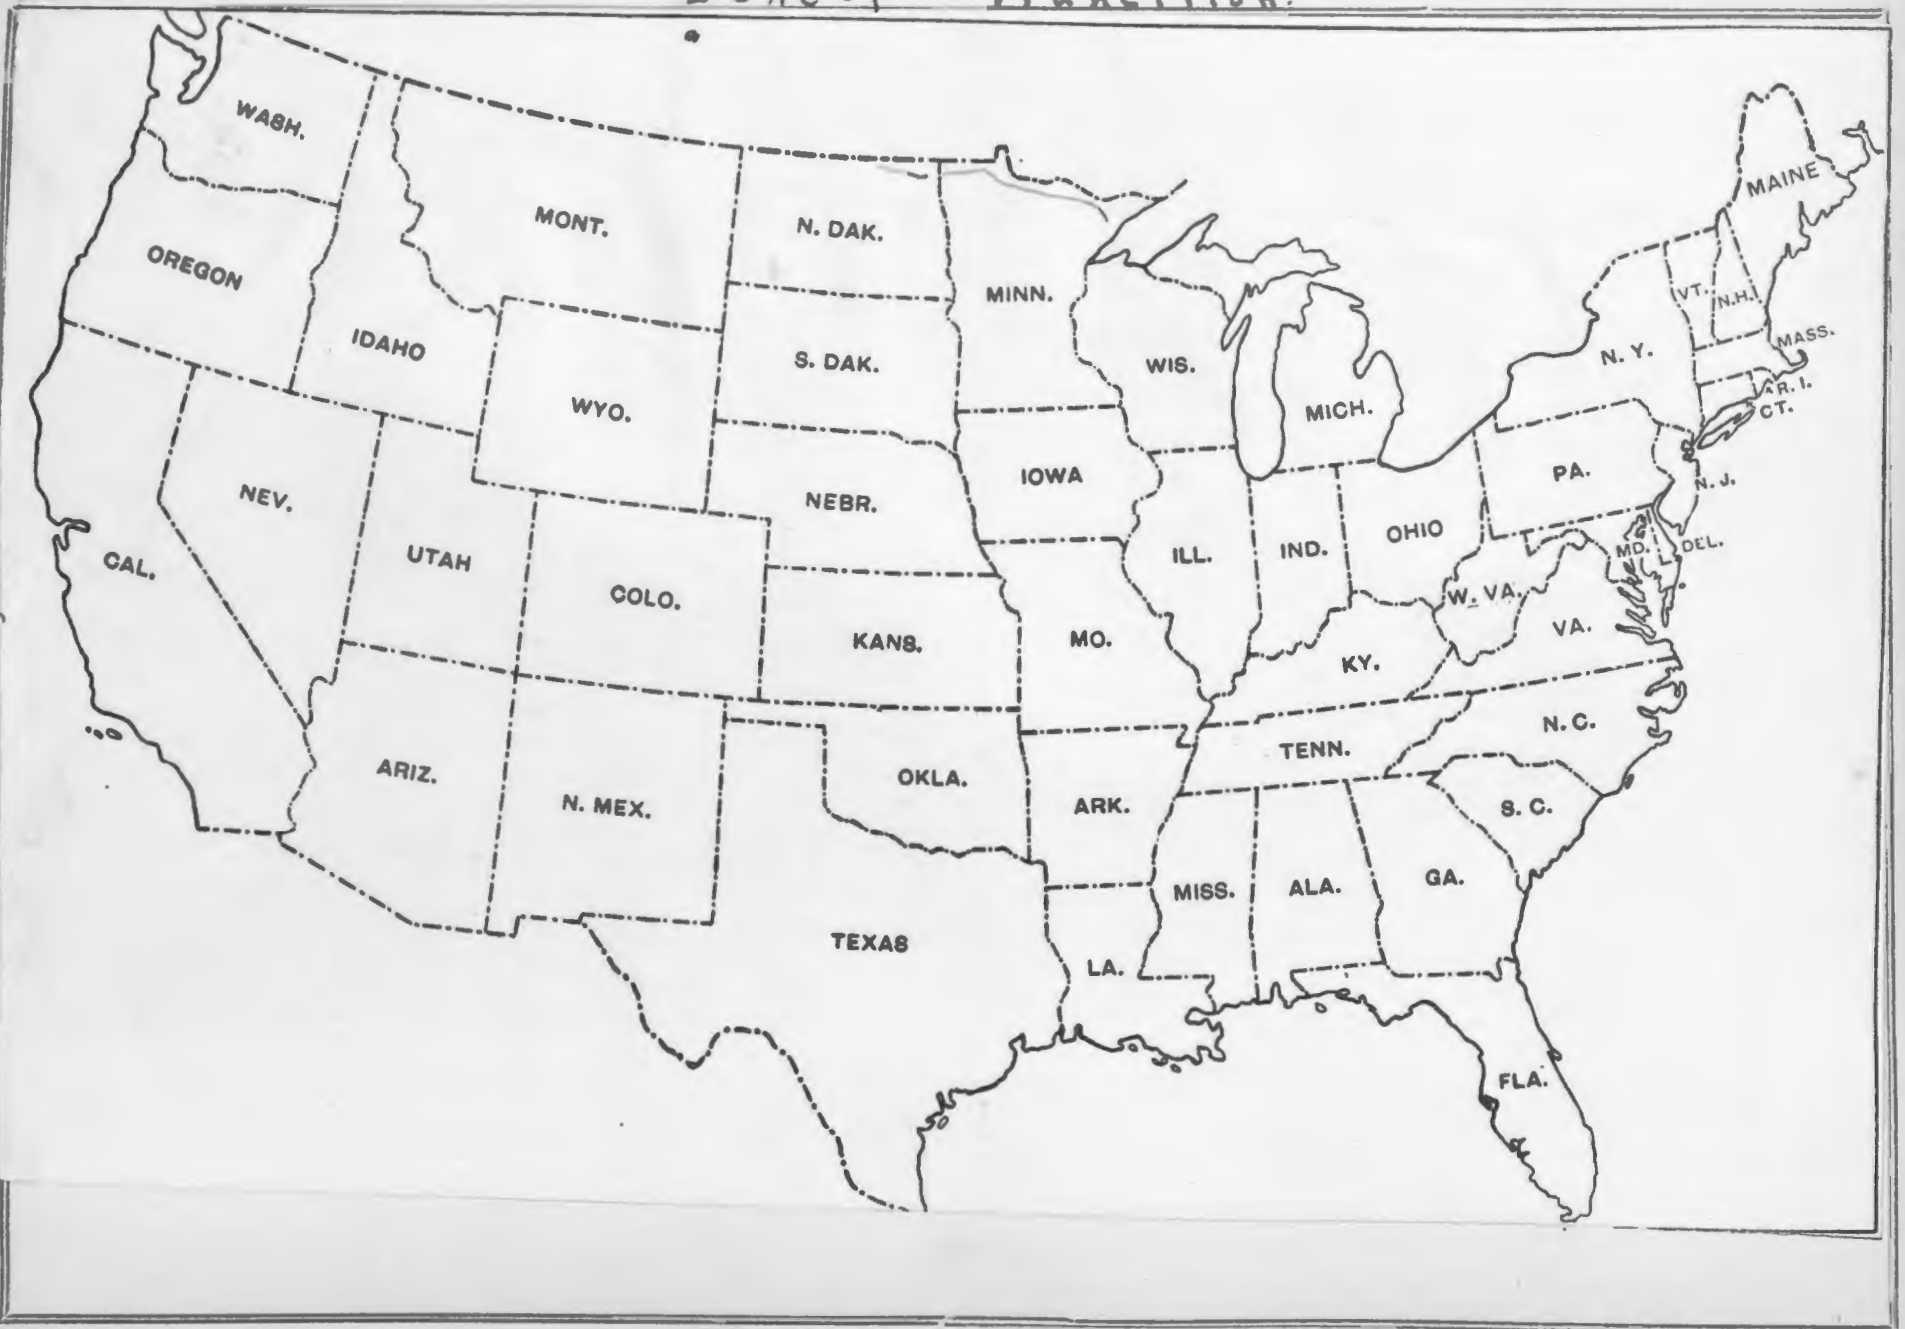 WASH.
MONT.
N. DAK.
MINN.
MAINE
OREGON
IDAHO
WYO.
S. DAK.
WIS.
MICH.
N. Y.
VT.
N.H.
MASS.
R. I.
CT.
NEV.
NEBR.
IOWA
PA.
N. J.
CAL.
UTAH
COLO.
KANS.
MO.
ILL.
IND.
OHIO
W. VA.
VA.
MD.
DEL.
KY.
ARIZ.
N. MEX.
OKLA.
ARK.
TENN.
N. C.
S. C.
TEXAS
LA.
MISS.
ALA.
GA.
FLA.